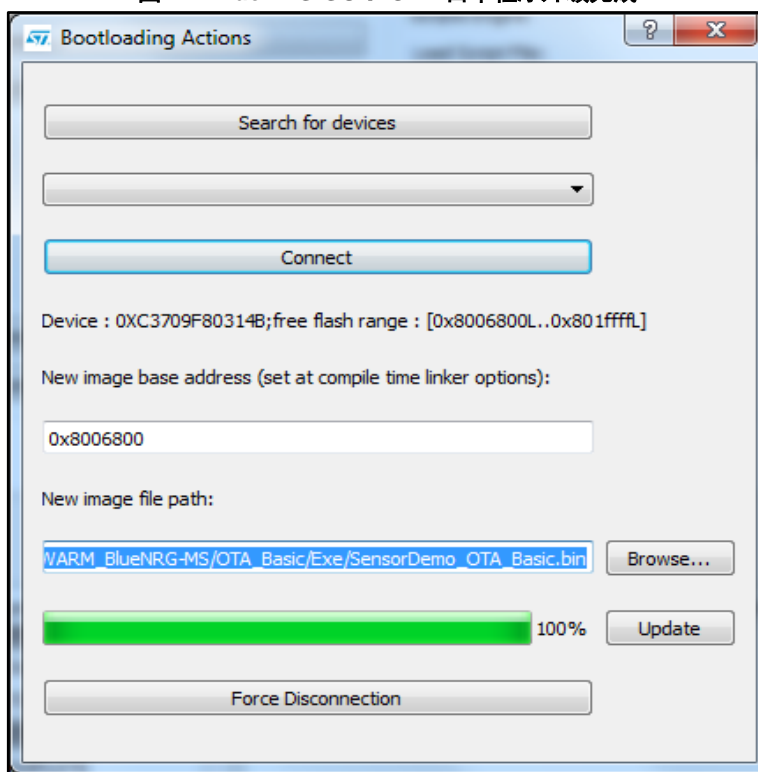 Bootloading Actions
Search for devices
Connect
Device : 0XC3709F80314B;free flash range : [0x8006800L..0x801ffffL]
New image base address (set at compile time linker options):
0x8006800
New image file path:
WARM_BlueNRG-MS/OTA_Basic/Exe/SensorDemo_OTA_Basic.bin
Browse...
100%
Update
Force Disconnection